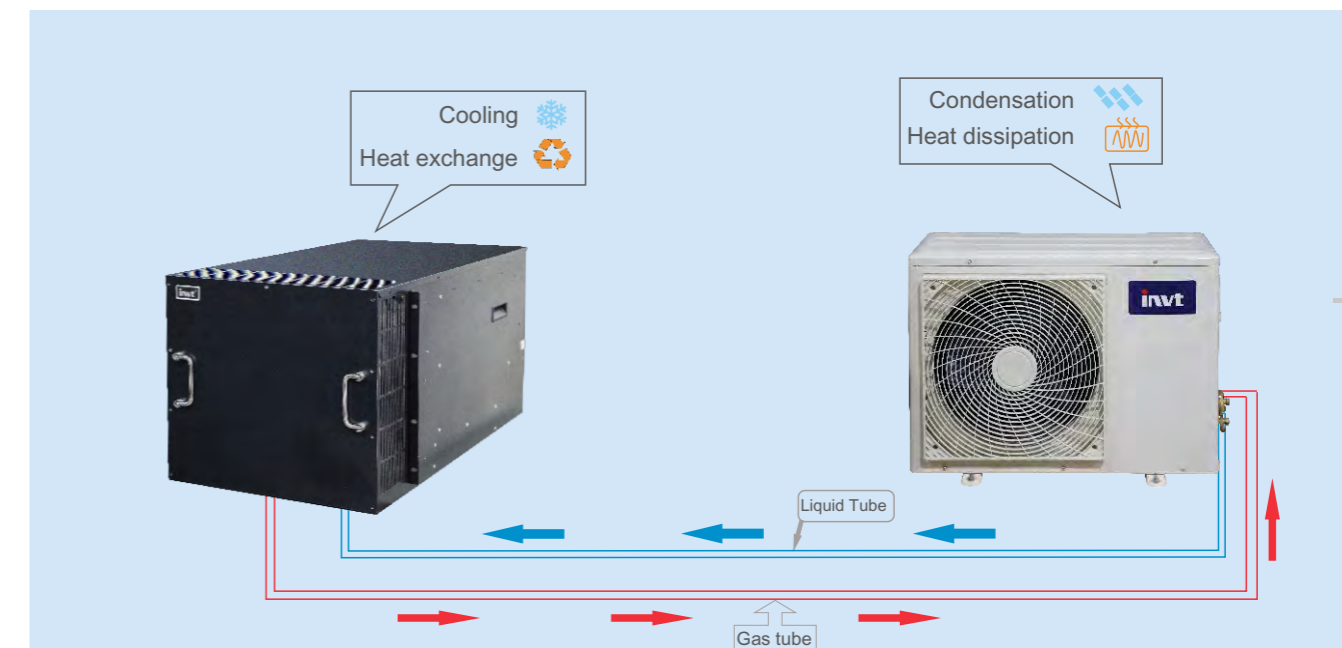 Cooling
Heat exchange
Condensation
Heat dissipation
invt
invt
Liquid Tube
Gas tube